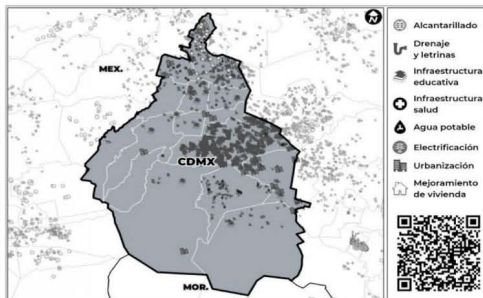 N
MEX.
CDMX
MOR.
Alcantarillado
Drenaje
y letrinas
Infraestructura
educativa
Infraestructura
salud
Agua potable
Electrificación
Urbanización
Mejoramiento
de vivienda